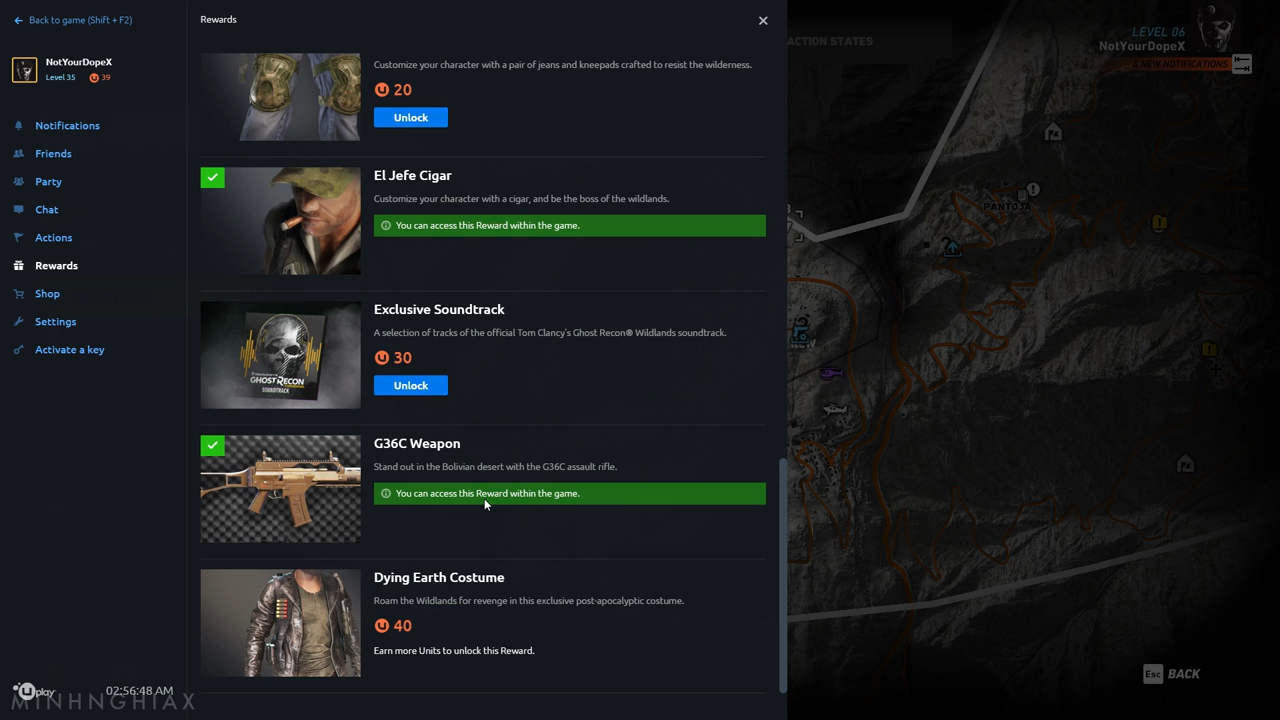 Back to game (Shift + F2)
NotYourDopeX
Level 35 39
Notifications
Friends
Party
Chat
Actions
Rewards
Shop
Settings
Activate a key
uplay
02:56:48 AM
MINHNGHIAX
Rewards
Customize your character with a pair of jeans and kneepads crafted to resist the wilderness.
20
Unlock
El Jefe Cigar
Customize your character with a cigar, and be the boss of the wildlands.
You can access this Reward within the game.
Exclusive Soundtrack
A selection of tracks of the official Tom Clancy's Ghost Recon® Wildlands soundtrack.
30
Unlock
GHOST RECON
SOUNDTRACK
G36C Weapon
Stand out in the Bolivian desert with the G36C assault rifle.
You can access this Reward within the game.
Dying Earth Costume
Roam the Wildlands for revenge in this exclusive post-apocalyptic costume.
40
Earn more Units to unlock this Reward.
ACTION STATES
LEVEL 06
NotYourDopeX
6 NEW NOTIFICATIONS
PANTOJA
Esc BACK